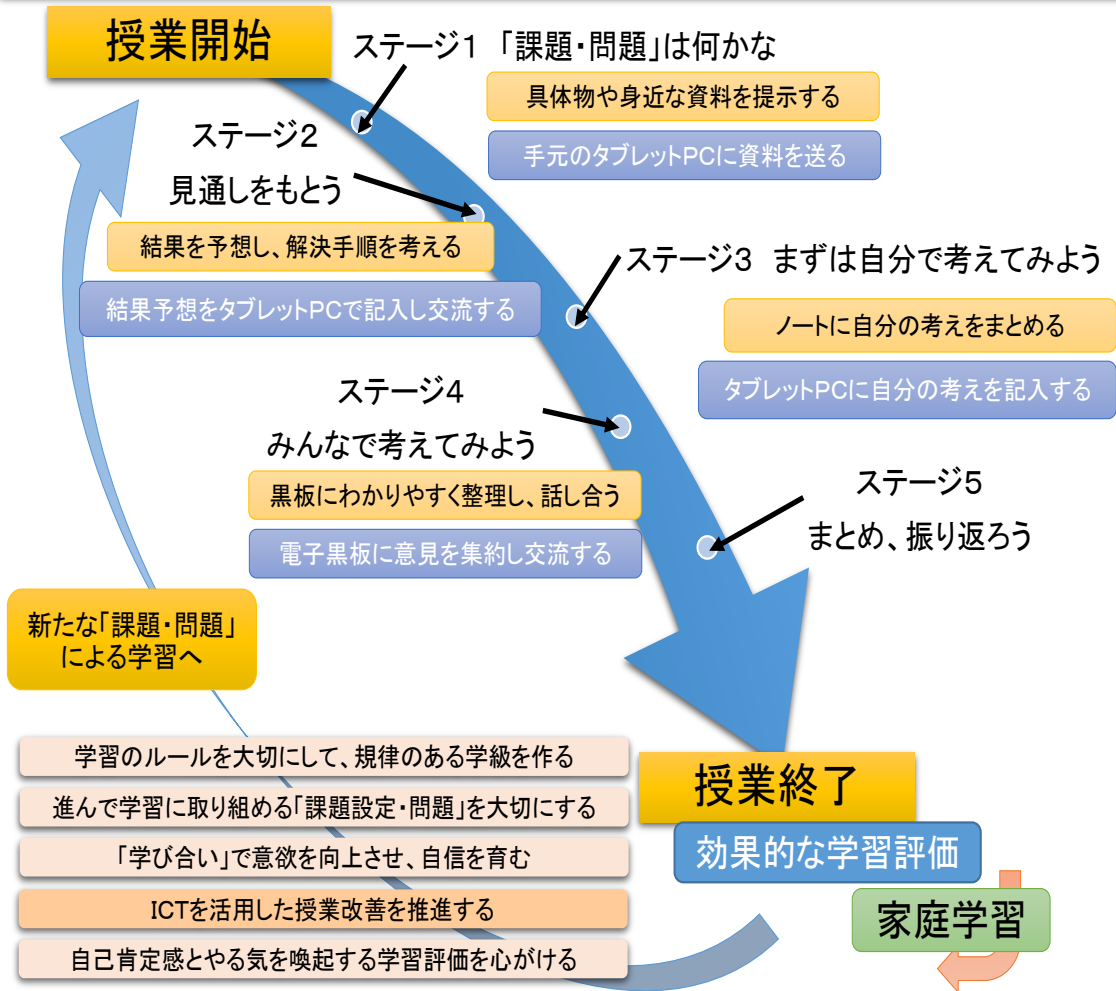 授業開始
ステージ1 「課題・問題」は何かな
具体物や身近な資料を提示する
手元のタブレットPCに資料を送る
ステージ2
見通しをもとう
結果を予想し、解決手順を考える
結果予想をタブレットPCで記入し交流する
ステージ3 まずは自分で考えてみよう
ノートに自分の考えをまとめる
タブレットPCに自分の考えを記入する
ステージ4
みんなで考えてみよう
黒板にわかりやすく整理し、話し合う
電子黒板に意見を集約し交流する
ステージ5
まとめ、振り返ろう
新たな「課題・問題」
による学習へ
学習のルールを大切にして、規律のある学級を作る
進んで学習に取り組める「課題設定・問題」を大切にする
「学び合い」で意欲を向上させ、自信を育む
ICTを活用した授業改善を推進する
自己肯定感とやる気を喚起する学習評価を心がける
授業終了
効果的な学習評価
家庭学習